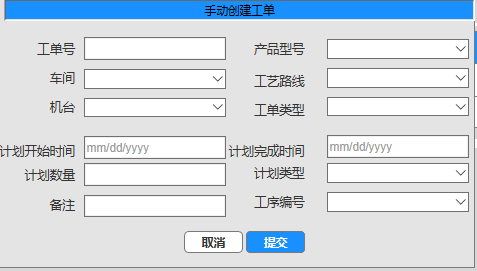 手动创建工单
工单号 产品型号
车间 工艺路线
机台 工单类型
计划开始时间 mm/dd/yyyy 计划完成时间 mm/dd/yyyy
计划数量 计划类型
备注 工序编号
取消 提交